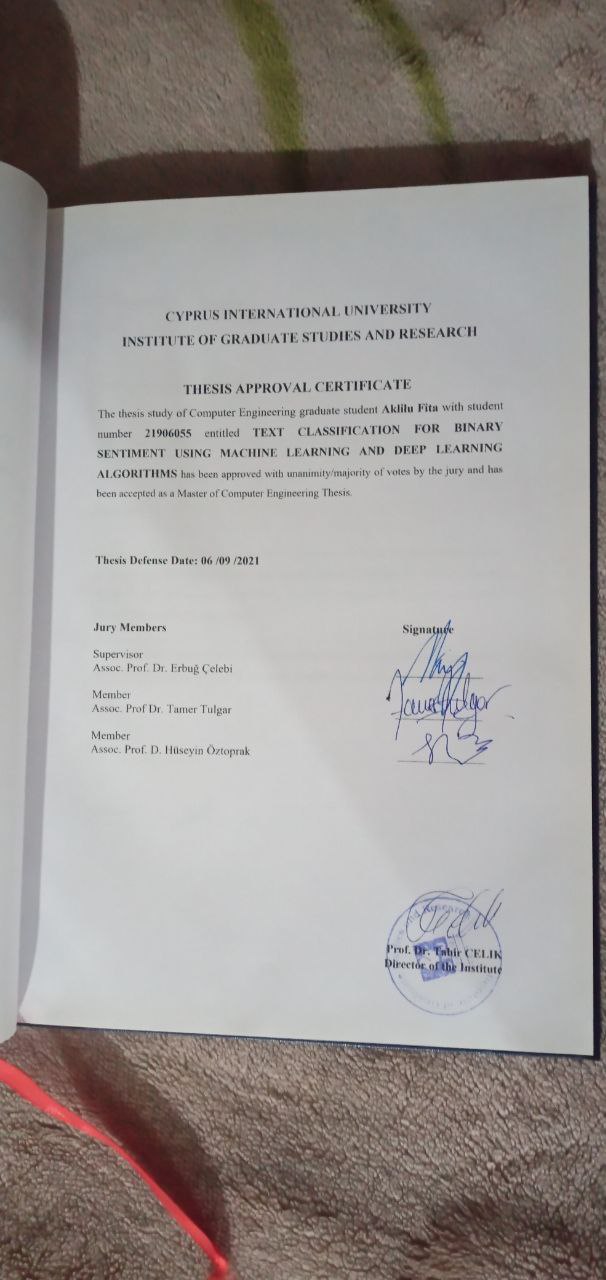 CYPRUS INTERNATIONAL UNIVERSITY
INSTITUTE OF GRADUATE STUDIES AND RESEARCH
THESIS APPROVAL CERTIFICATE
The thesis study of Computer Engineering graduate student Aklilu Fita with student
number 21906055 entitled TEXT CLASSIFICATION FOR BINARY
SENTIMENT USING MACHINE LEARNING AND DEEP LEARNING
ALGORITHMS has been approved with unanimity/majority of votes by the jury and has
been accepted as a Master of Computer Engineering Thesis.
Thesis Defense Date: 06 /09 /2021
Jury Members Signature
Supervisor
Assoc. Prof. Dr. Erbuğ Çelebi
Member
Assoc. Prof Dr. Tamer Tulgar
Member
Assoc. Prof. D. Hüseyin Öztoprak
Prof. Dr. Tahir CELIK
Director of the Institute